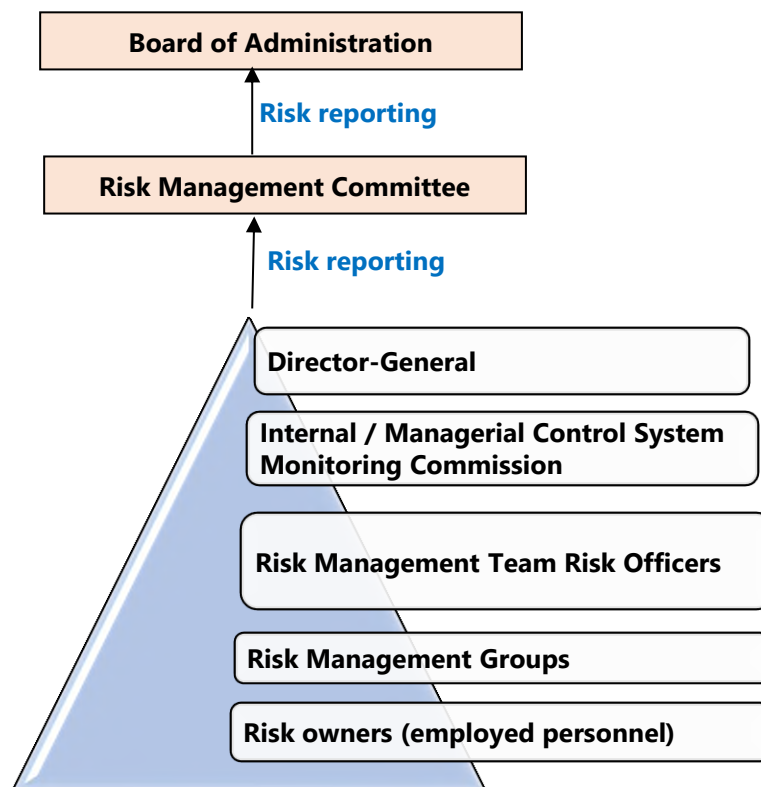 Board of Administration
Risk reporting
Risk Management Committee
Risk reporting
Director-General
Internal / Managerial Control System
Monitoring Commission
Risk Management Team Risk Officers
Risk Management Groups
Risk owners (employed personnel)